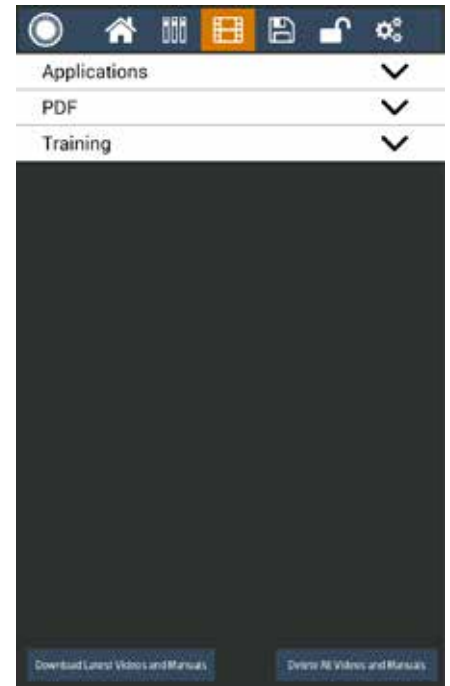 Applications
PDF
Training
Download Latest Videos and Manuals
Delete All Videos and Manuals